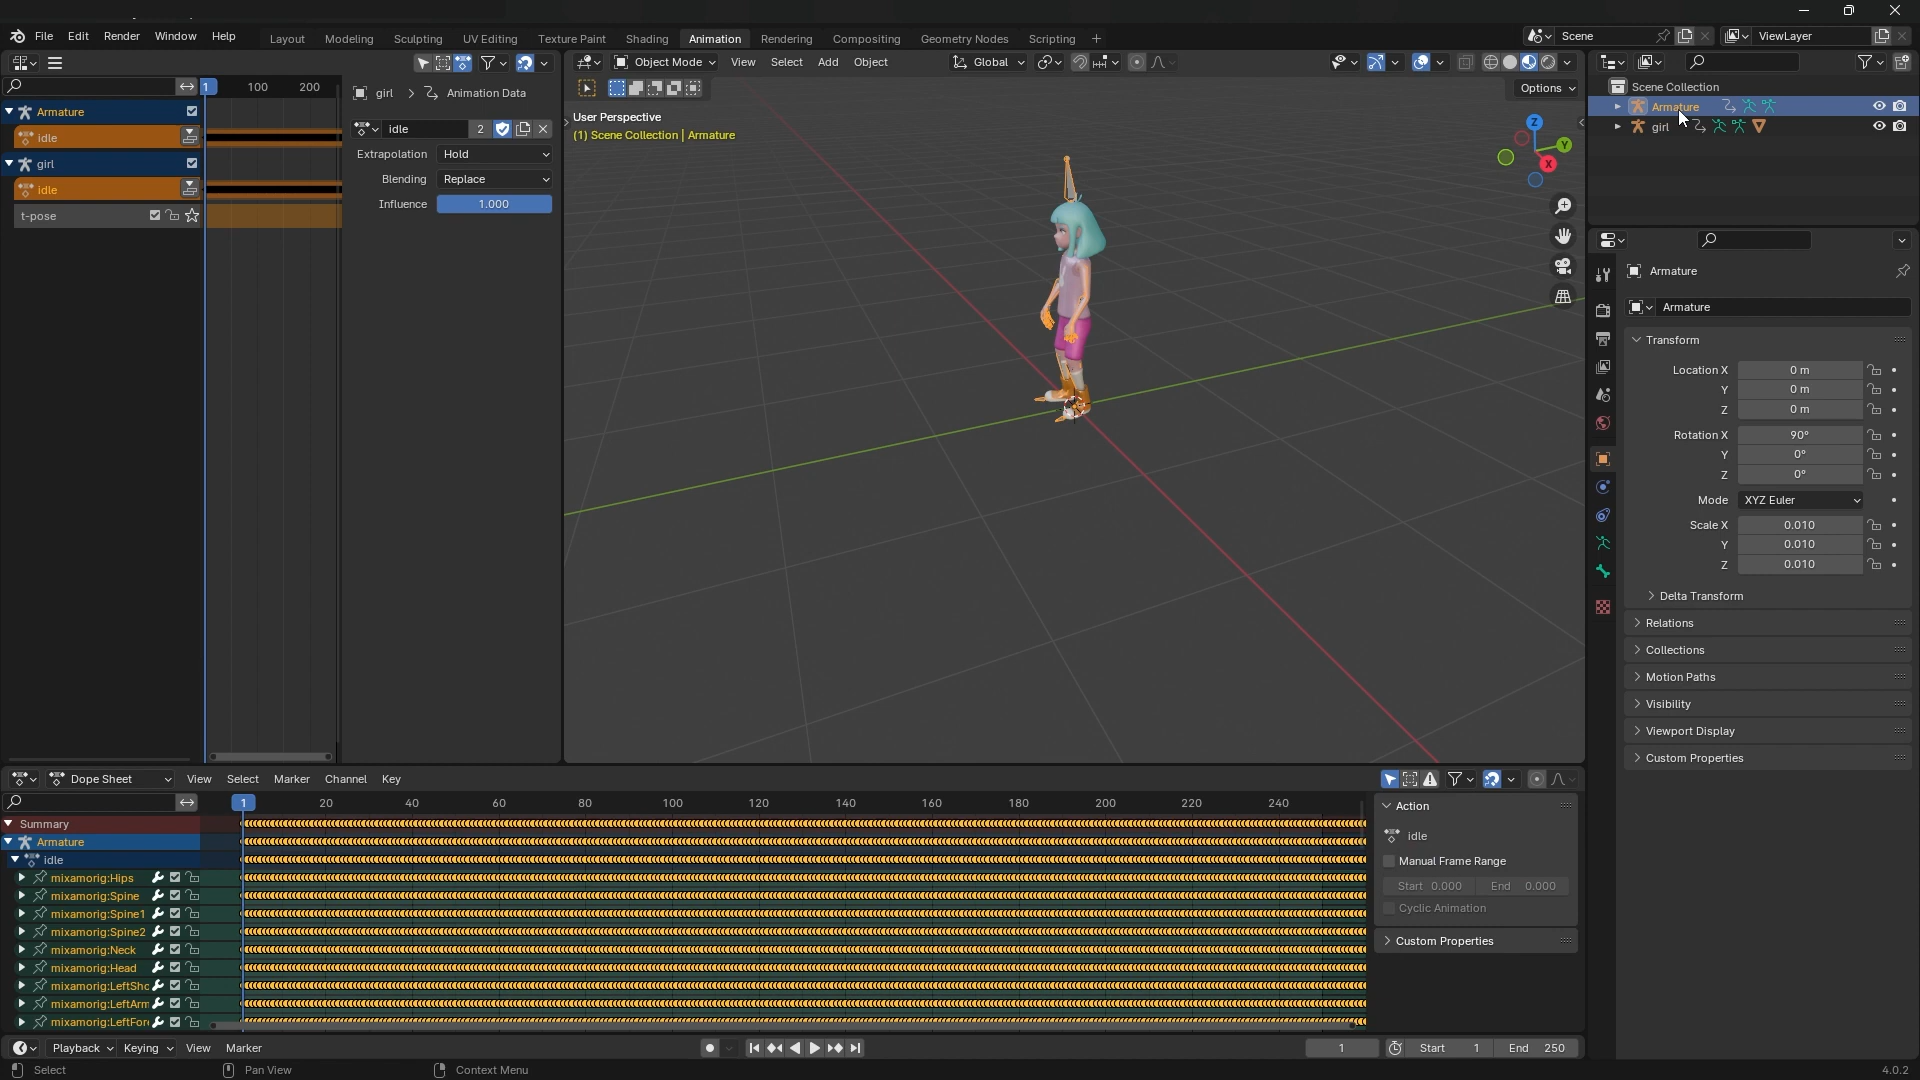 File Edit Render Window Help Layout Modeling Sculpting UV Editing Texture Paint Shading Animation Rendering Compositing Geometry Nodes Scripting + Scene ViewLayer
Object Mode View Select Add Object Global
Options
1 100 200
Armature
idle
girl
idle
t-pose
girl > Animation Data
idle 2
Extrapolation Hold
Blending Replace
Influence 1.000
User Perspective
(1) Scene Collection | Armature
Z
Y
X
Scene Collection
Armature
girl
Armature
Armature
Transform
Location X 0 m
Y 0 m
Z 0 m
Rotation X 90°
Y 0°
Z 0°
Mode XYZ Euler
Scale X 0.010
Y 0.010
Z 0.010
Delta Transform
Relations
Collections
Motion Paths
Visibility
Viewport Display
Custom Properties
Dope Sheet View Select Marker Channel Key
1 20 40 60 80 100 120 140 160 180 200 220 240
Summary
Armature
idle
mixamorig:Hips
mixamorig:Spine
mixamorig:Spine1
mixamorig:Spine2
mixamorig:Neck
mixamorig:Head
mixamorig:LeftSho
mixamorig:LeftArm
mixamorig:LeftFor
Action
idle
Manual Frame Range
Start 0.000 End 0.000
Cyclic Animation
Custom Properties
Playback Keying View Marker 1 Start 1 End 250
Select Pan View Context Menu 4.0.2